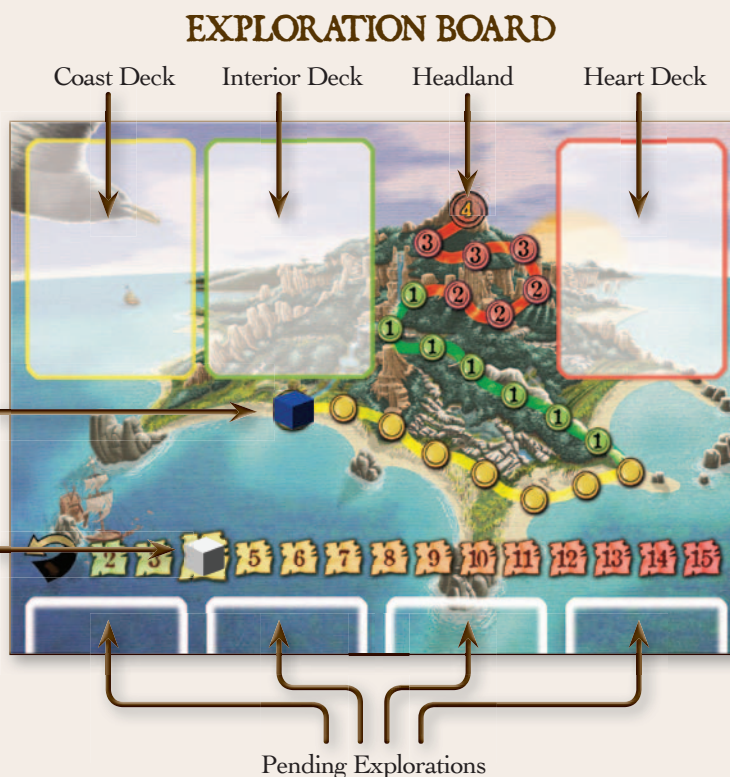 EXPLORATION BOARD
Coast Deck Interior Deck Headland Heart Deck
4
3 3 3
1 2 2 2
1
1
1
1
1
1
2 3 5 6 7 8 9 10 11 12 13 14 15
Pending Explorations